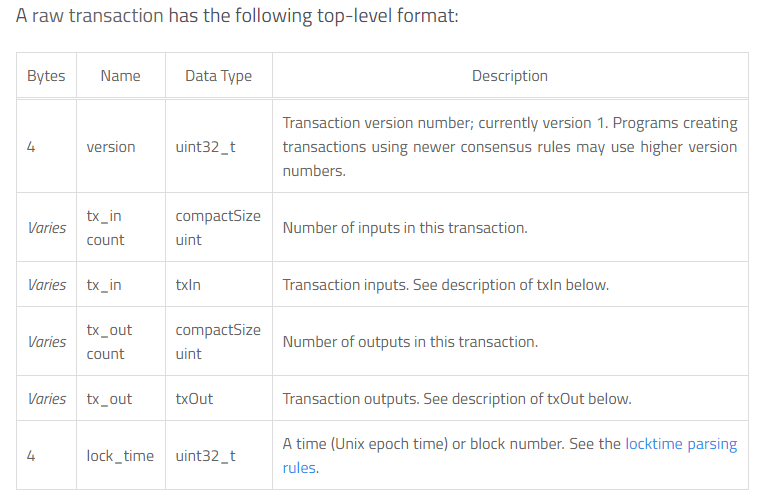 A raw transaction has the following top-level format:
Bytes Name Data Type Description
Transaction version number; currently version 1. Programs creating
4 version uint32_t transactions using newer consensus rules may use higher version
numbers.
tx_in compactSize
Varies Number of inputs in this transaction.
count uint
Varies tx_in txIn Transaction inputs. See description of txIn below.
tx_out compactSize
Varies Number of outputs in this transaction.
count uint
Varies tx_out txOut Transaction outputs. See description of txOut below.
A time (Unix epoch time) or block number. See the locktime parsing
4 lock_time uint32_t
rules.